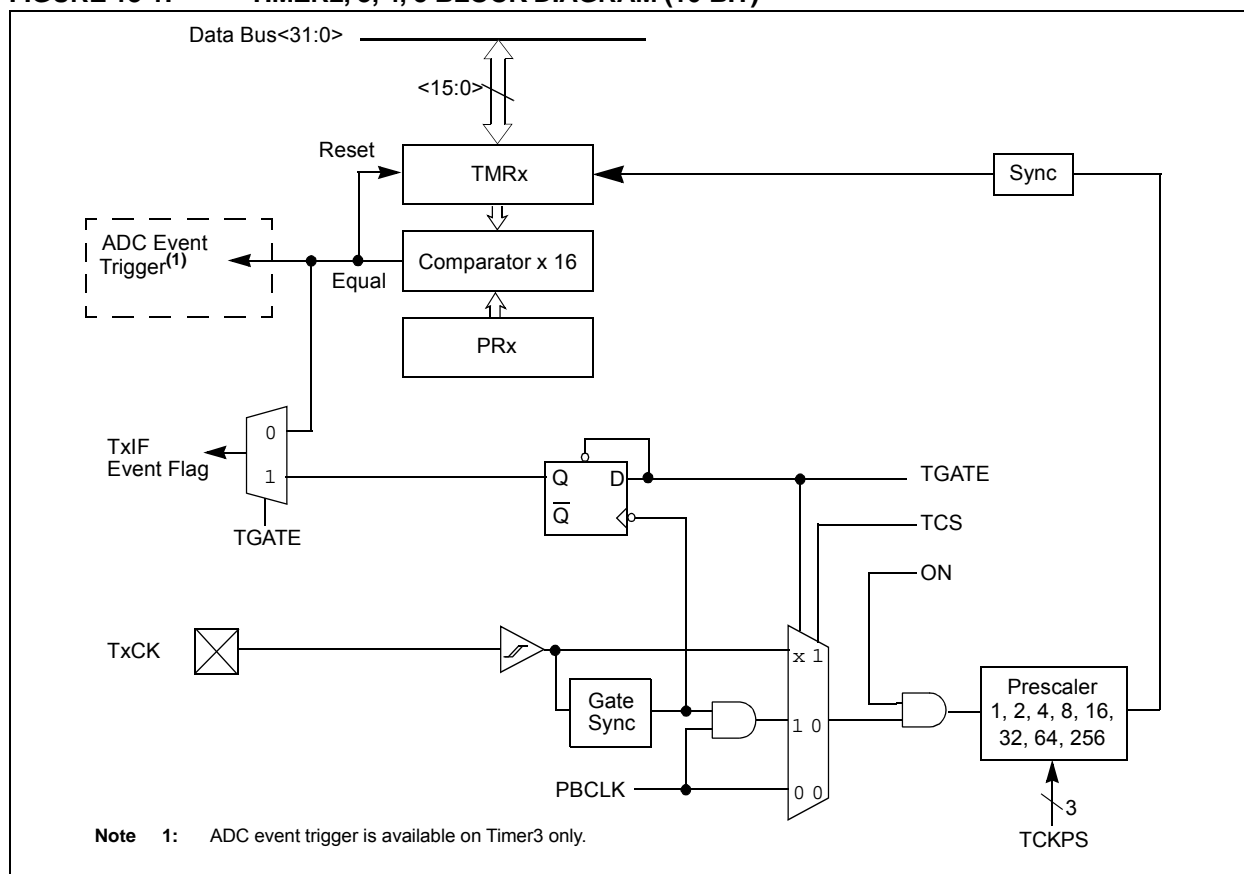 Data Bus<31:0>
<15:0>
Reset
TMRx
Sync
ADC Event
Trigger(1)
Equal
Comparator x 16
PRx
TxIF
Event Flag
0
1
TGATE
Q D
Q
TGATE
TCS
ON
TxCK
x 1
Gate
Sync
1 0
PBCLK
0 0
Prescaler
1, 2, 4, 8, 16,
32, 64, 256
3
TCKPS
Note 1: ADC event trigger is available on Timer3 only.